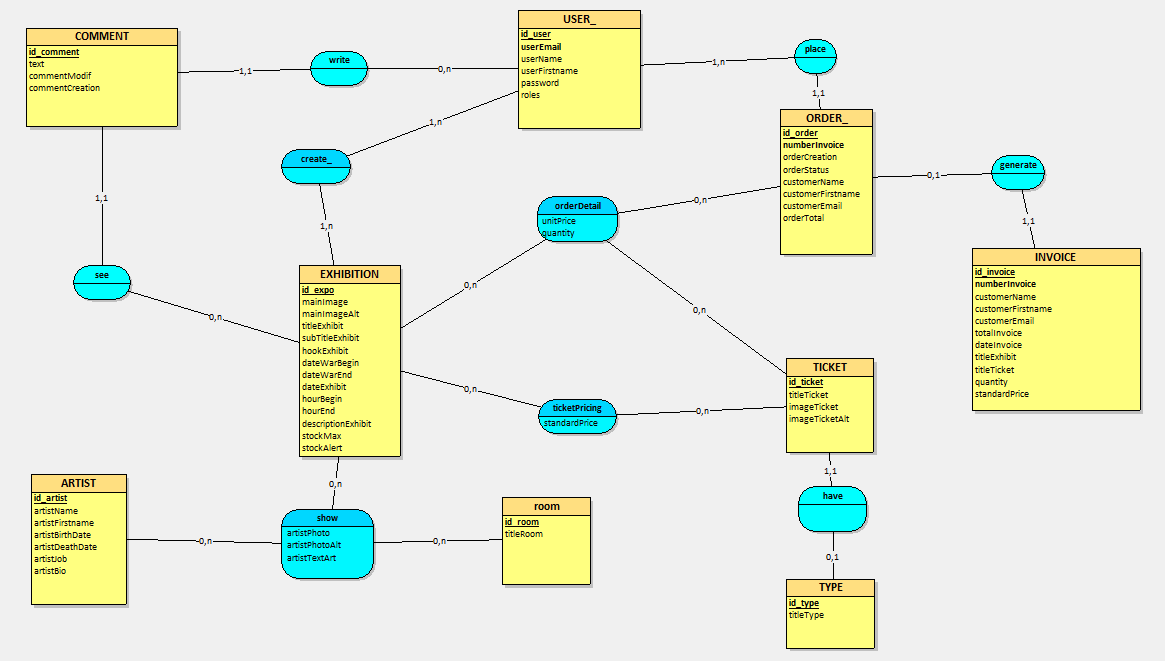 COMMENT
id_comment
text
commentModif
commentCreation
1,1
write
0,n
USER_
id_user
userEmail
userName
userFirstname
password
roles
1,n
place
1,1
ORDER_
id_order
numberInvoice
orderCreation
orderStatus
customerName
customerFirstname
customerEmail
orderTotal
0,1
generate
1,1
INVOICE
id_invoice
numberInvoice
customerName
customerFirstname
customerEmail
totalInvoice
dateInvoice
titleExhibit
titleTicket
quantity
standardPrice
1,n
create_
1,n
1,1
see
0,n
EXHIBITION
id_expo
mainImage
mainImageAlt
titleExhibit
subTitleExhibit
hookExhibit
dateWarBegin
dateWarEnd
dateExhibit
hourBegin
hourEnd
descriptionExhibit
stockMax
stockAlert
orderDetail
unitPrice
quantity
0,n
0,n
0,n
0,n
ticketPricing
standardPrice
0,n
TICKET
id_ticket
titleTicket
imageTicket
imageTicketAlt
1,1
have
0,1
TYPE
id_type
titleType
0,n
show
artistPhoto
artistPhotoAlt
artistTextArt
0,n
0,n
ARTIST
id_artist
artistName
artistFirstname
artistBirthDate
artistDeathDate
artistJob
artistBio
room
id_room
titleRoom